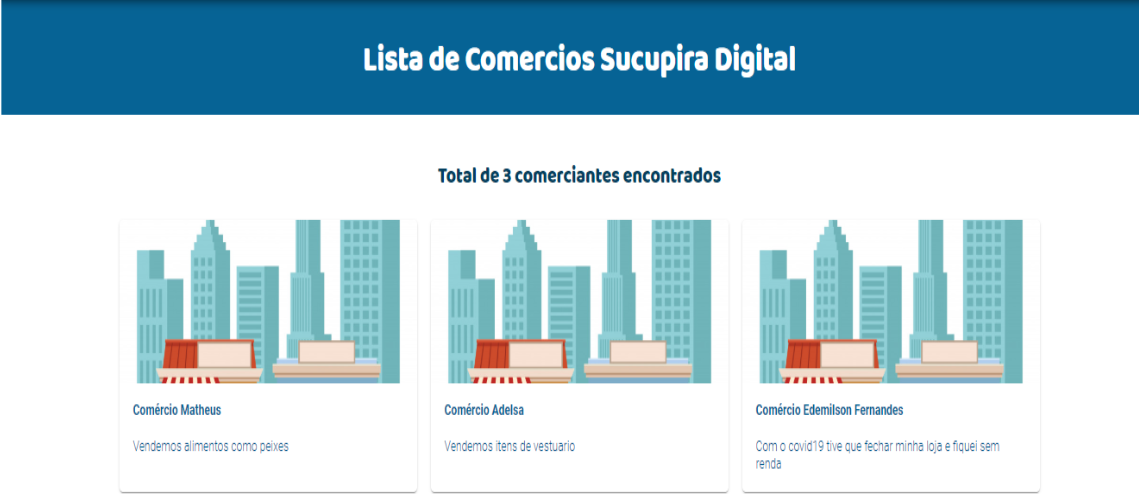 Lista de Comercios Sucupira Digital
Total de 3 comerciantes encontrados
Comércio Matheus
Vendemos alimentos como peixes
Comércio Adelsa
Vendemos itens de vestuario
Comércio Edemilson Fernandes
Com o covid19 tive que fechar minha loja e fiquei sem
renda